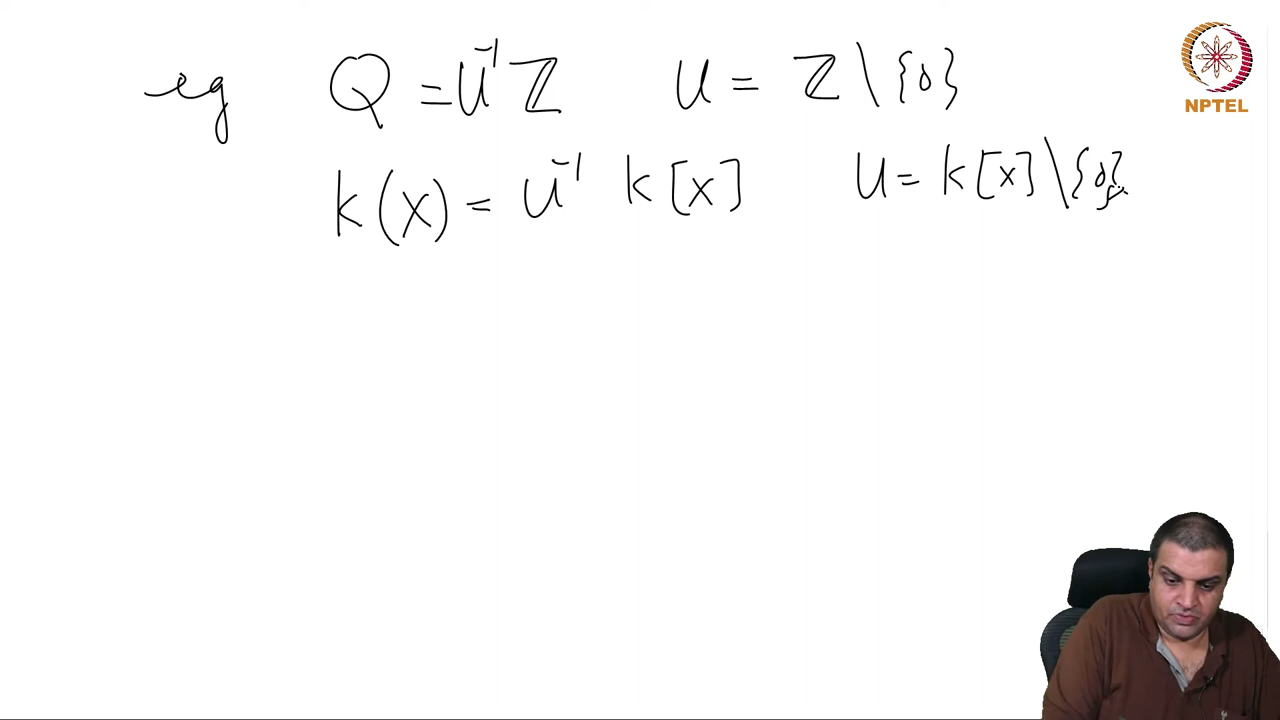 NPTEL
eg Q = U⁻¹ ℤ U = ℤ \ {0}
k(X) = U⁻¹ k[X] U = k[X] \ {0}